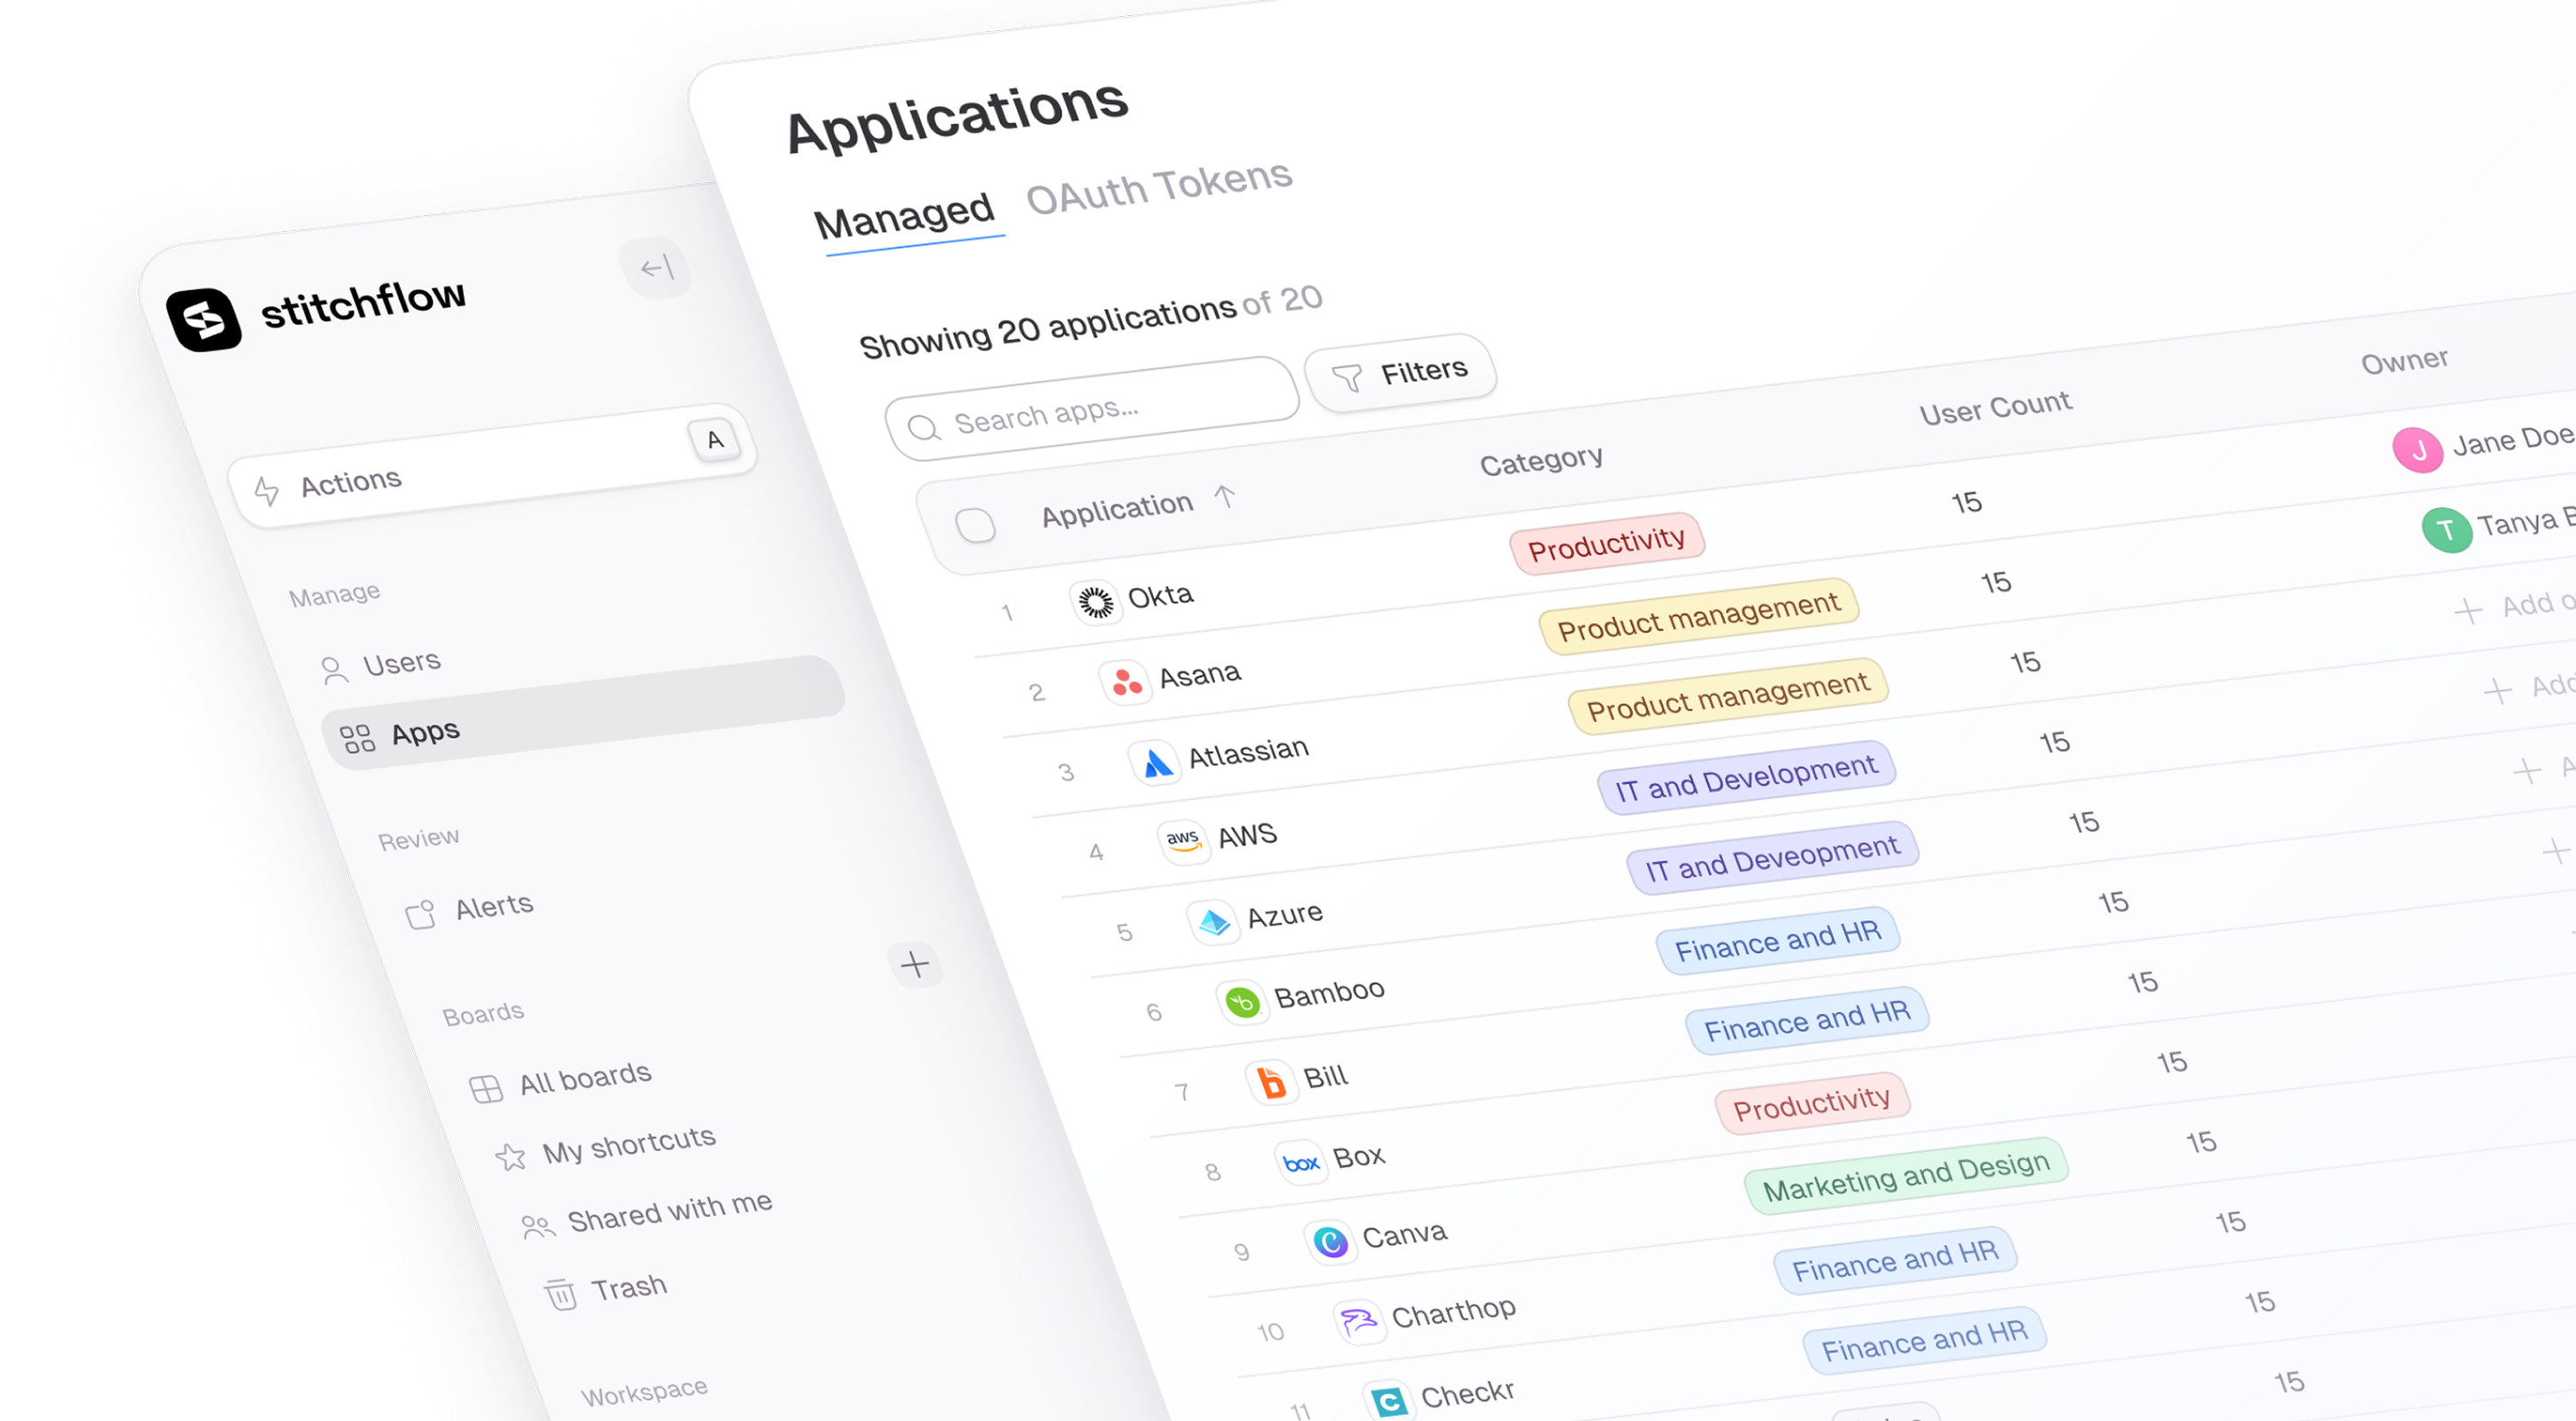 stitchflow
Actions
A
Manage
Users
Apps
Review
Alerts
Boards
All boards
My shortcuts
Shared with me
Trash
Workspace
Applications
Managed OAuth Tokens
Showing 20 applications of 20
Search apps...
Filters
Application Category User Count Owner
1 Okta Productivity 15 J Jane Doe
2 aAsana Product management 15 T Tanya
3 Atlassian Product management 15 Add
4 aws AWS IT and Development 15 Add
5 Azure IT and Deveopment 15
6 Bamboo Finance and HR 15
7 Bill Finance and HR 15
8 box Box Productivity 15
9 Canva Marketing and Design 15
10 Charthop Finance and HR 15
11 Checkr Finance and HR 15
15